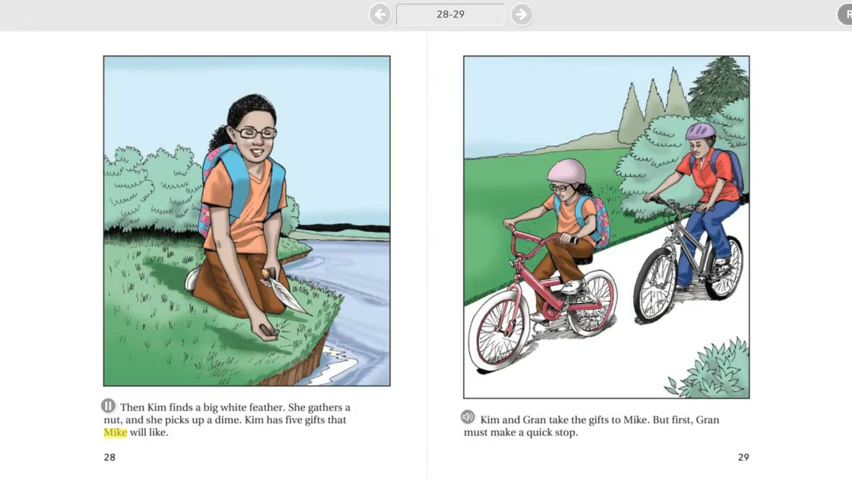 28-29
R
Then Kim finds a big white feather. She gathers a
nut, and she picks up a dime. Kim has five gifts that
Mike will like.
28
Kim and Gran take the gifts to Mike. But first, Gran
must make a quick stop.
29